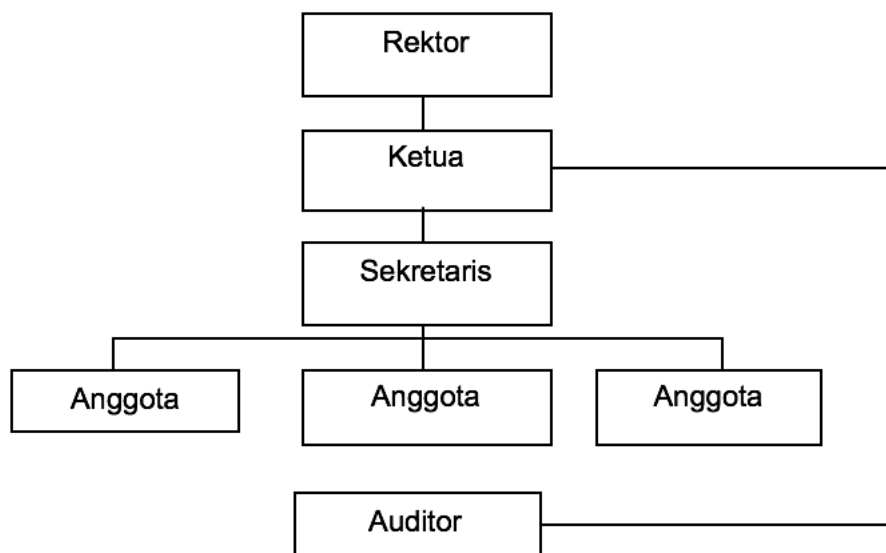 Rektor
Ketua
Sekretaris
Anggota
Anggota
Anggota
Auditor